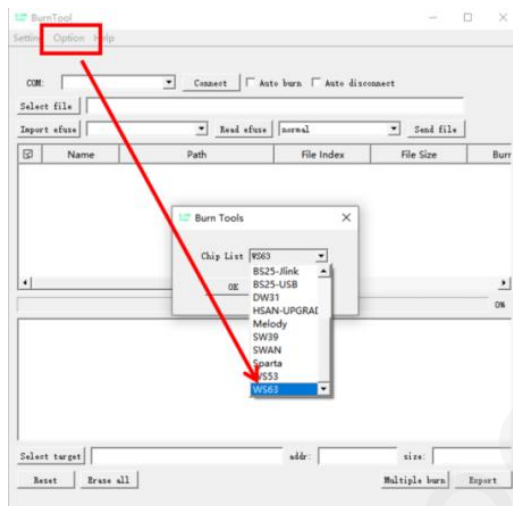 BurnTool
Setting Option Help
COM: Connect Auto burn Auto disconnect
Select file
Import efuse Read efuse normal Send file
Name Path File Index File Size Burr
Burn Tools
Chip List WS63
BS25-Jlink
BS25-USB
OK
DW31
HSAN-UPGRAD
Melody
SW39
SWAN
Sparta
WS53
WS63
0%
Select target addr: size:
Reset Erase all Multiple burn Export